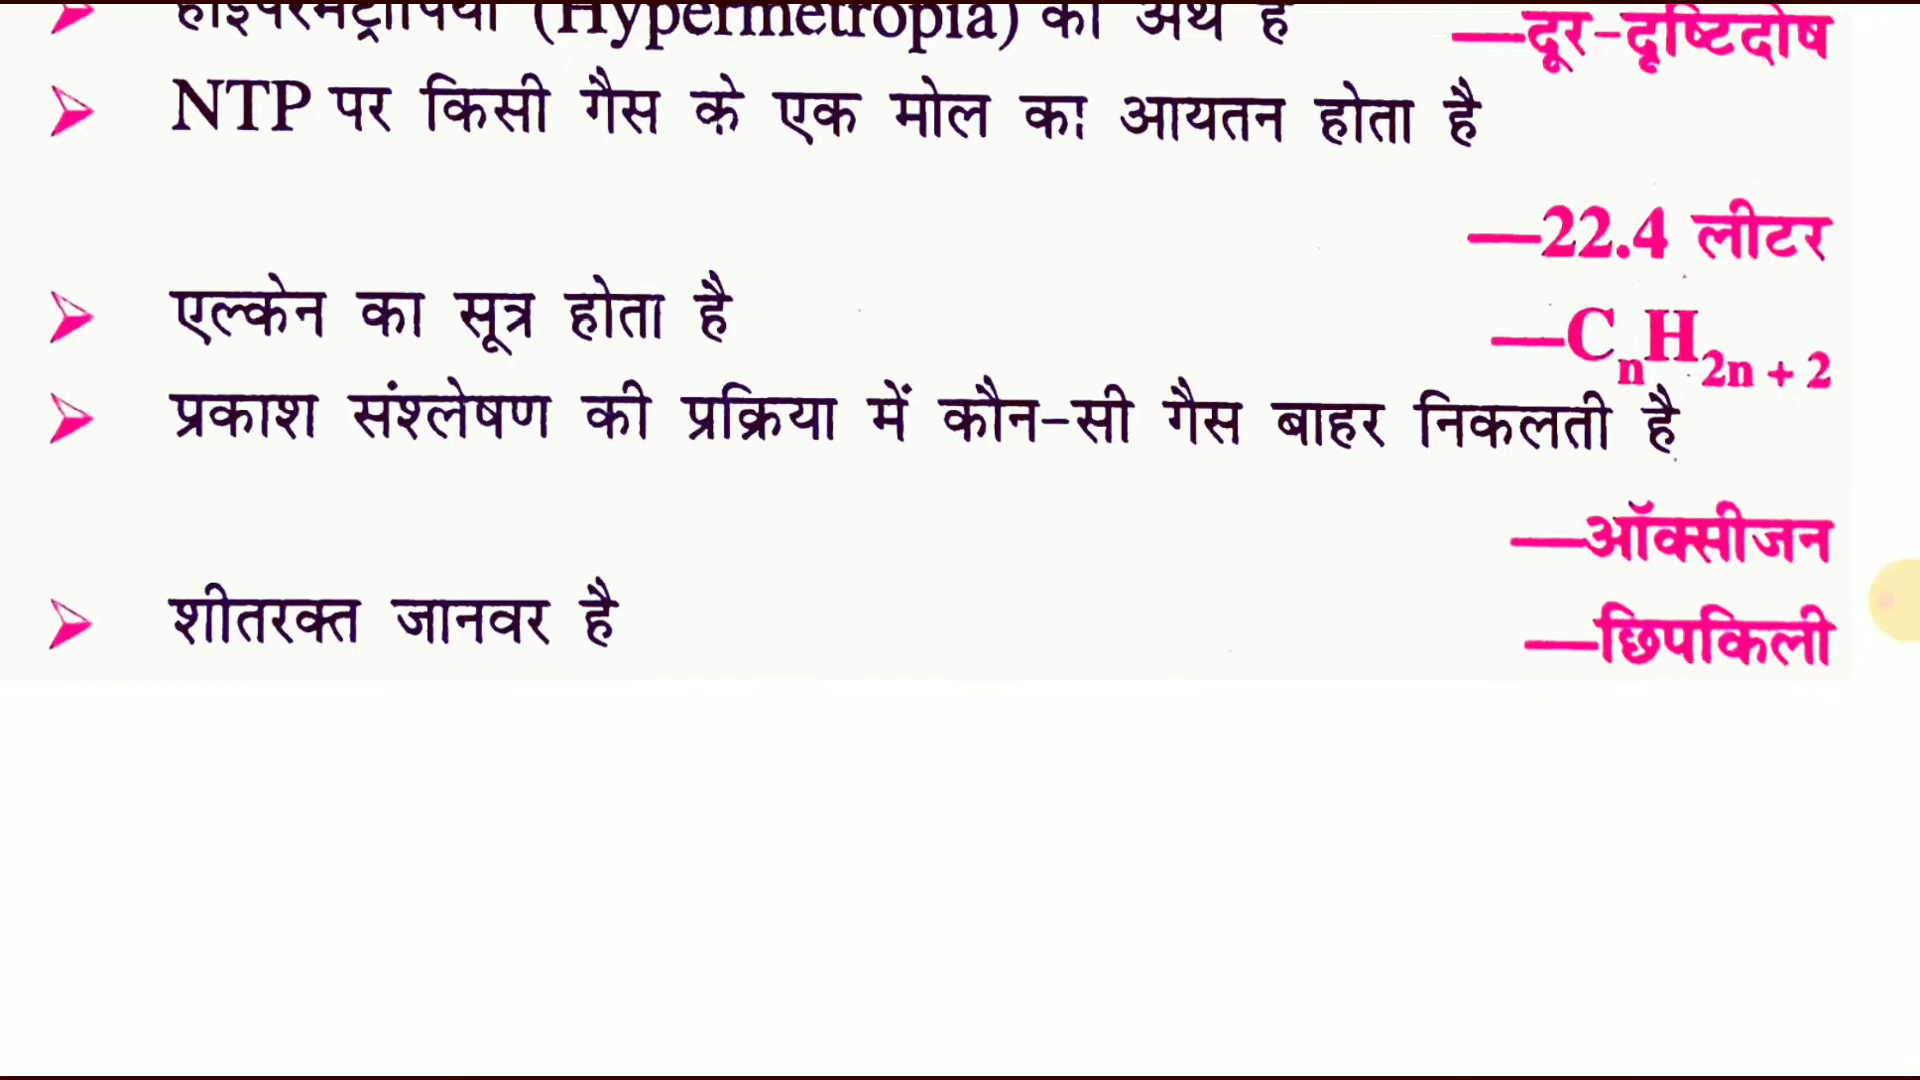 हाइपरमेट्रोपिया (Hypermetropia) का अर्थ है —दूर-दृष्टिदोष
NTP पर किसी गैस के एक मोल का आयतन होता है
—22.4 लीटर
एल्केन का सूत्र होता है —CₙH₂ₙ ₊ ₂
प्रकाश संश्लेषण की प्रक्रिया में कौन-सी गैस बाहर निकलती है
—ऑक्सीजन
शीतरक्त जानवर है —छिपकिली